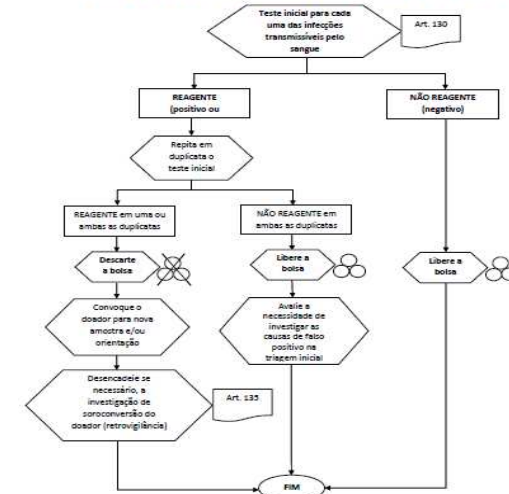 Teste inicial para cada
uma das infecções
transmissíveis pelo
sangue
Art. 130
REAGENTE
(positivo ou
NÃO REAGENTE
(negativo)
Repita em
duplicata o
teste inicial
REAGENTE em uma ou
ambas as duplicatas
NÃO REAGENTE em
ambas as duplicatas
Descarte
a bolsa
Libere a
bolsa
Libere a
bolsa
Convoque o
doador para nova
amostra e/ou
orientação
Avalie a
necessidade de
investigar as
causas de falso
positivo na
triagem inicial
Desencadeie se
necessário, a
investigação de
soroconversão do
doador (retrovigilância)
Art. 135
FIM